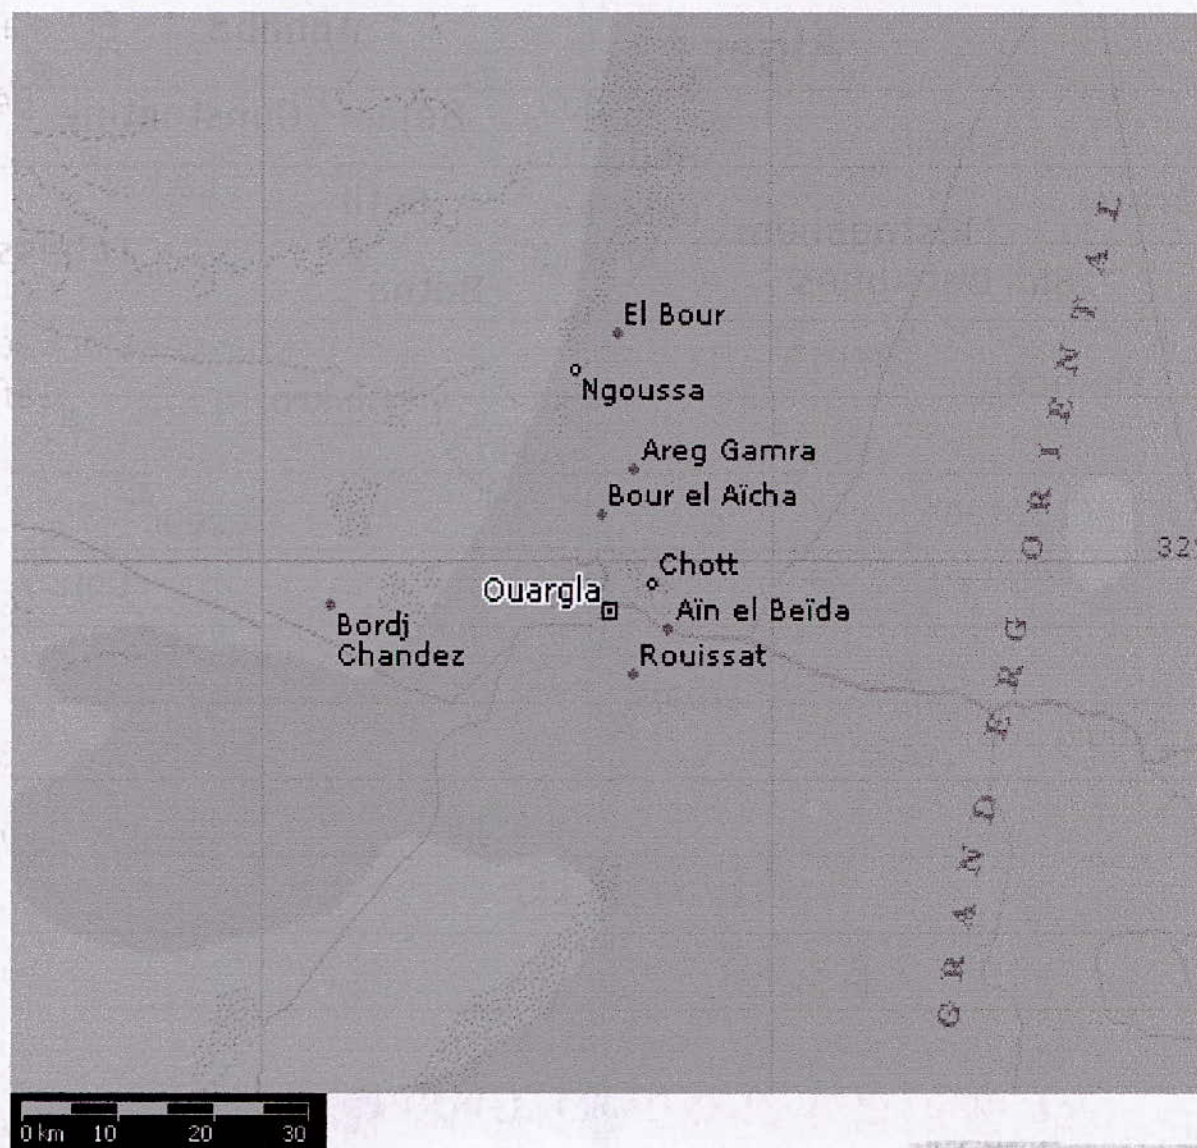 El Bour
Ngoussa
Areg Gamra
Bour el Aïcha
Chott
32°
Ouargla
Aïn el Beïda
Bordj
Chandez
Rouissat
GRAND ERG ORIENTAL
0 km 10 20 30